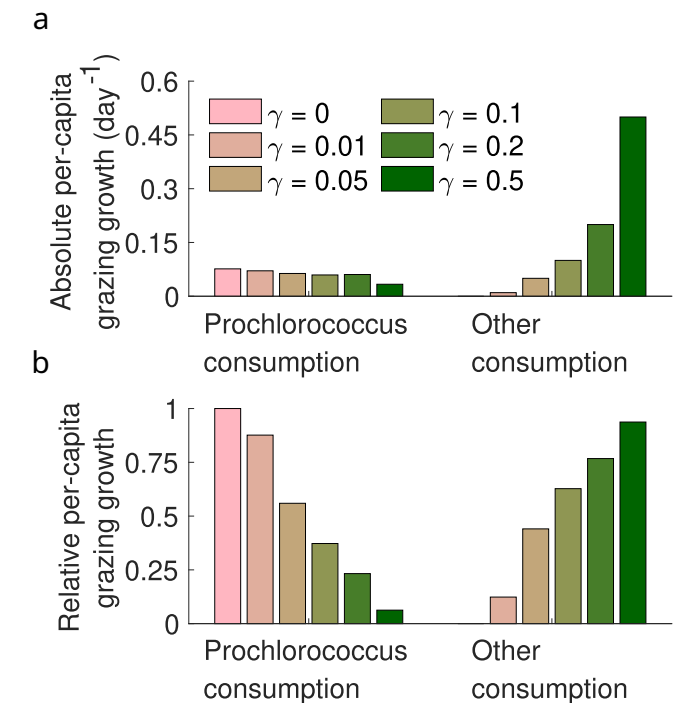 a
Absolute per-capita
grazing growth (day⁻¹)
0.6
0.45
0.3
0.15
0
γ = 0
γ = 0.01
γ = 0.05
γ = 0.1
γ = 0.2
γ = 0.5
Prochlorococcus
consumption
Other
consumption
b
Relative per-capita
grazing growth
1
0.75
0.5
0.25
0
Prochlorococcus
consumption
Other
consumption